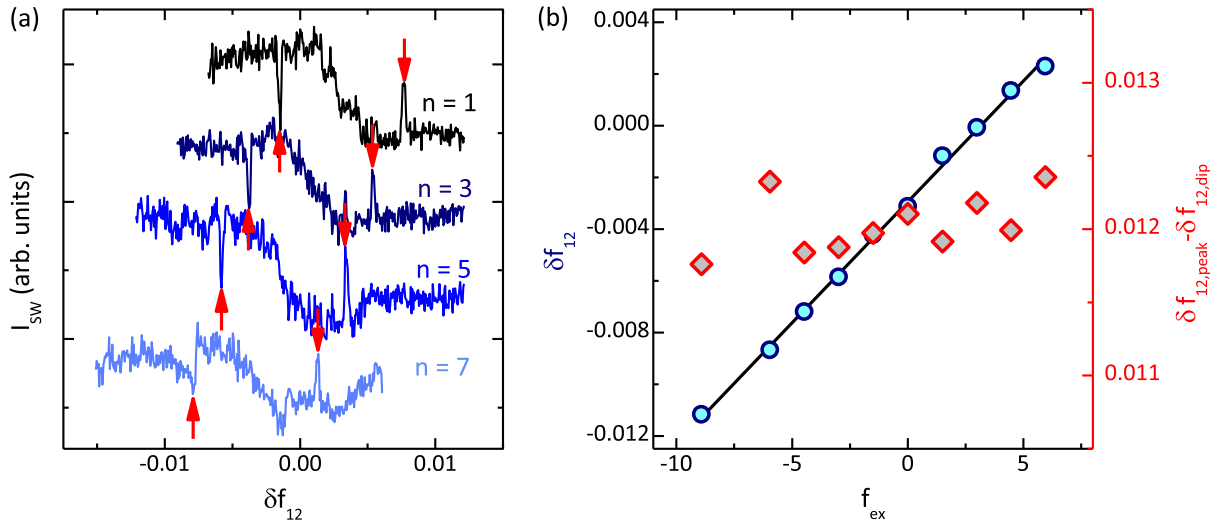 (a)
n = 1
n = 3
n = 5
n = 7
I_SW (arb. units)
-0.01 0.00 0.01
δf_12
(b)
0.004
0.000
-0.004
-0.008
-0.012
δf_12
-10 -5 0 5
f_ex
0.013
0.012
0.011
δf_12,peak-δf_12,dip